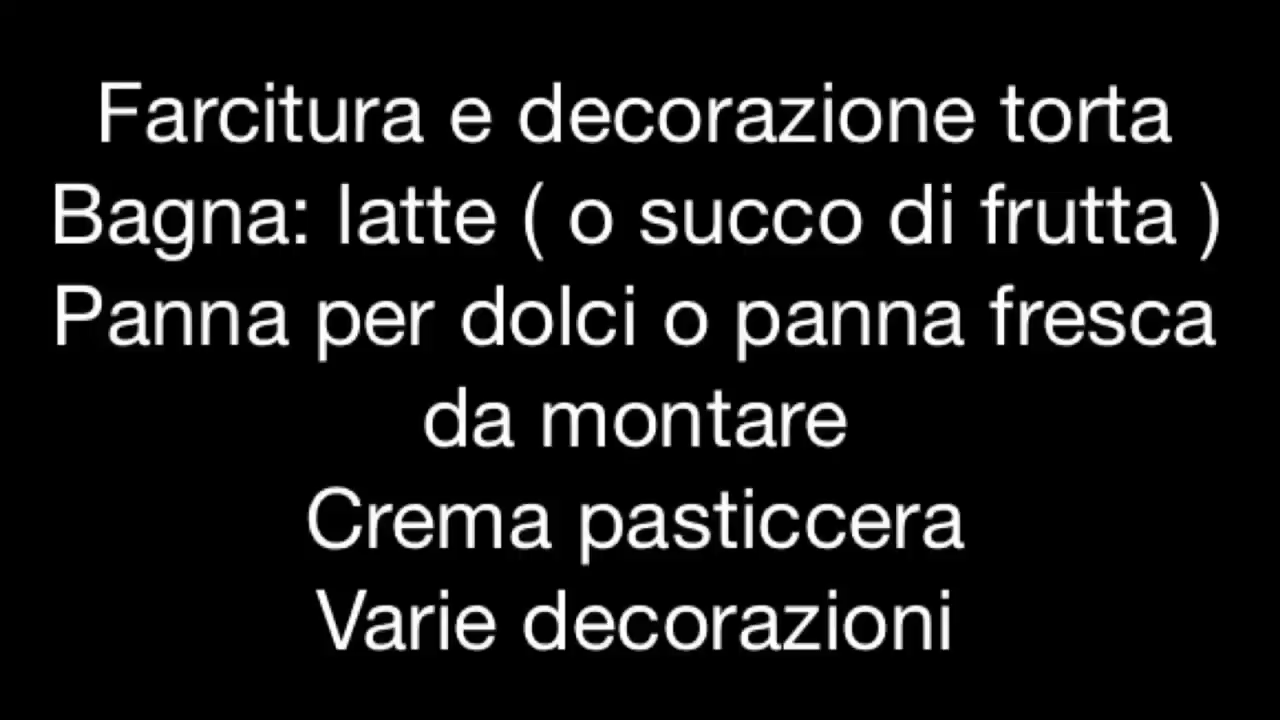 Farcitura e decorazione torta
Bagna: latte ( o succo di frutta )
Panna per dolci o panna fresca
da montare
Crema pasticcera
Varie decorazioni